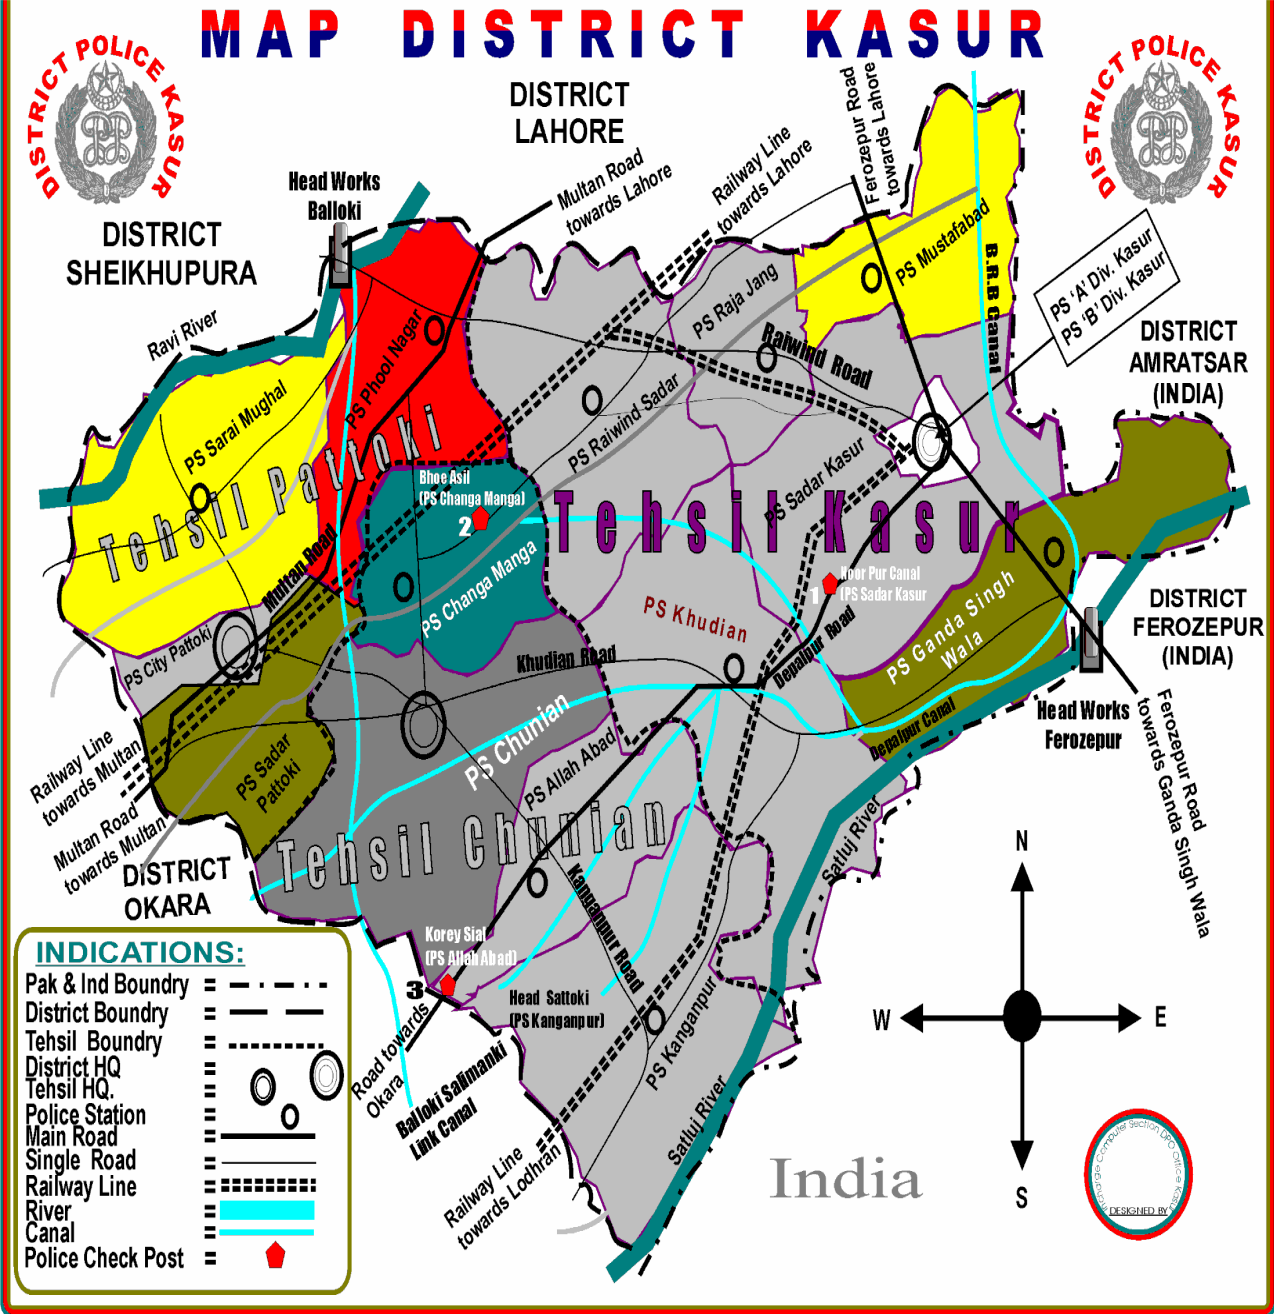 MAP DISTRICT KASUR
DISTRICT POLICE KASUR
DISTRICT POLICE KASUR
DISTRICT
LAHORE
Ferozepur Road
towards Lahore
Multan Road
towards Lahore
Railway Line
towards Lahore
Head Works
Balloki
DISTRICT
SHEIKHUPURA
Ravi River
PS Mustafabad
B.R.B Canal
PS 'A' Div. Kasur
PS 'B' Div. Kasur
DISTRICT
AMRATSAR
(INDIA)
PS Raja Jang
Raiwind Road
PS Phool Nagar
PS Sarai Mughal
PS Raiwind Sadar
PS Sadar Kasur
Tehsil Pattoki
Bhoe Asil
(PS Changa Manga)
2
Tehsil Kasur
PS Changa Manga
Multan Road
Noor Pur Canal
(PS Sadar Kasur
1
PS Khudian
Depalpur Road
PS Ganda Singh
Wala
DISTRICT
FEROZEPUR
(INDIA)
PS City Pattoki
Khudian Road
Head Works
Ferozepur
Ferozepur Road
towards Ganda Singh Wala
Depalpur Canal
PS Chunian
PS Allah Abad
PS Sadar
Pattoki
Railway Line
towards Multan
Multan Road
towards Multan
Tehsil Chunian
Satluj River
DISTRICT
OKARA
Kanganpur Road
Korey Sial
(PS Allah Abad)
3
Head Sattoki
(PS Kanganpur)
PS Kanganpur
Road towards
Okara
Balloki Salimanki
Link Canal
Railway Line
towards Lodhran
Satluj River
India
N
W
E
S
INDICATIONS:
Pak & Ind Boundry =
District Boundry =
Tehsil Boundry =
District HQ =
Tehsil HQ. =
Police Station =
Main Road =
Single Road =
Railway Line =
River =
Canal =
Police Check Post =
Incharge Computer Section DPO Office Kasur
DESIGNED BY